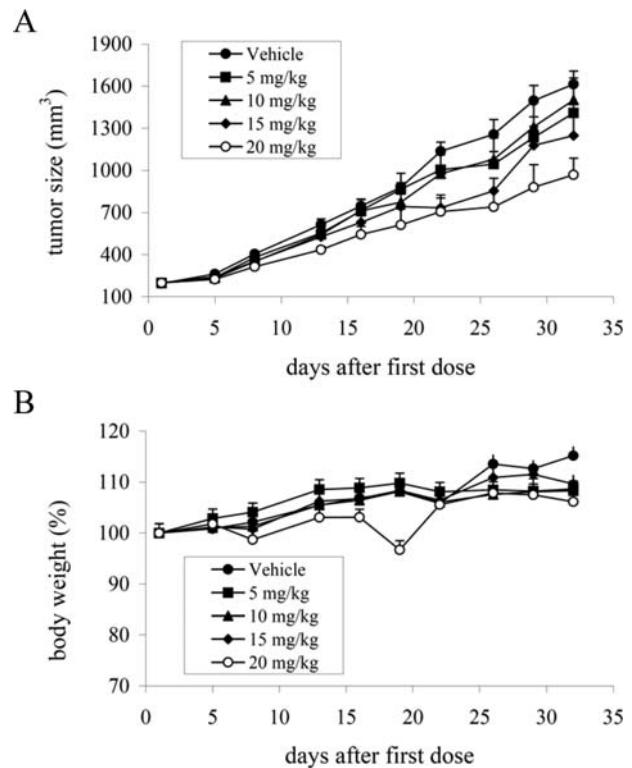 A
1900
1600
1300
1000
700
400
100
tumor size (mm³)
Vehicle
5 mg/kg
10 mg/kg
15 mg/kg
20 mg/kg
0 5 10 15 20 25 30 35
days after first dose
B
120
110
100
90
80
70
body weight (%)
Vehicle
5 mg/kg
10 mg/kg
15 mg/kg
20 mg/kg
0 5 10 15 20 25 30 35
days after first dose